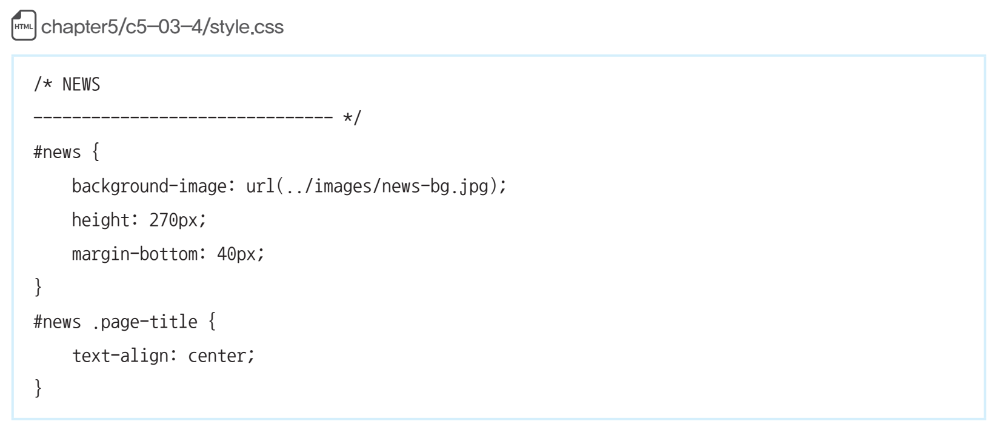 HTML chapter5/c5-03-4/style.css
/* NEWS
------------------------------- */
#news {
    background-image: url(../images/news-bg.jpg);
    height: 270px;
    margin-bottom: 40px;
}
#news .page-title {
    text-align: center;
}